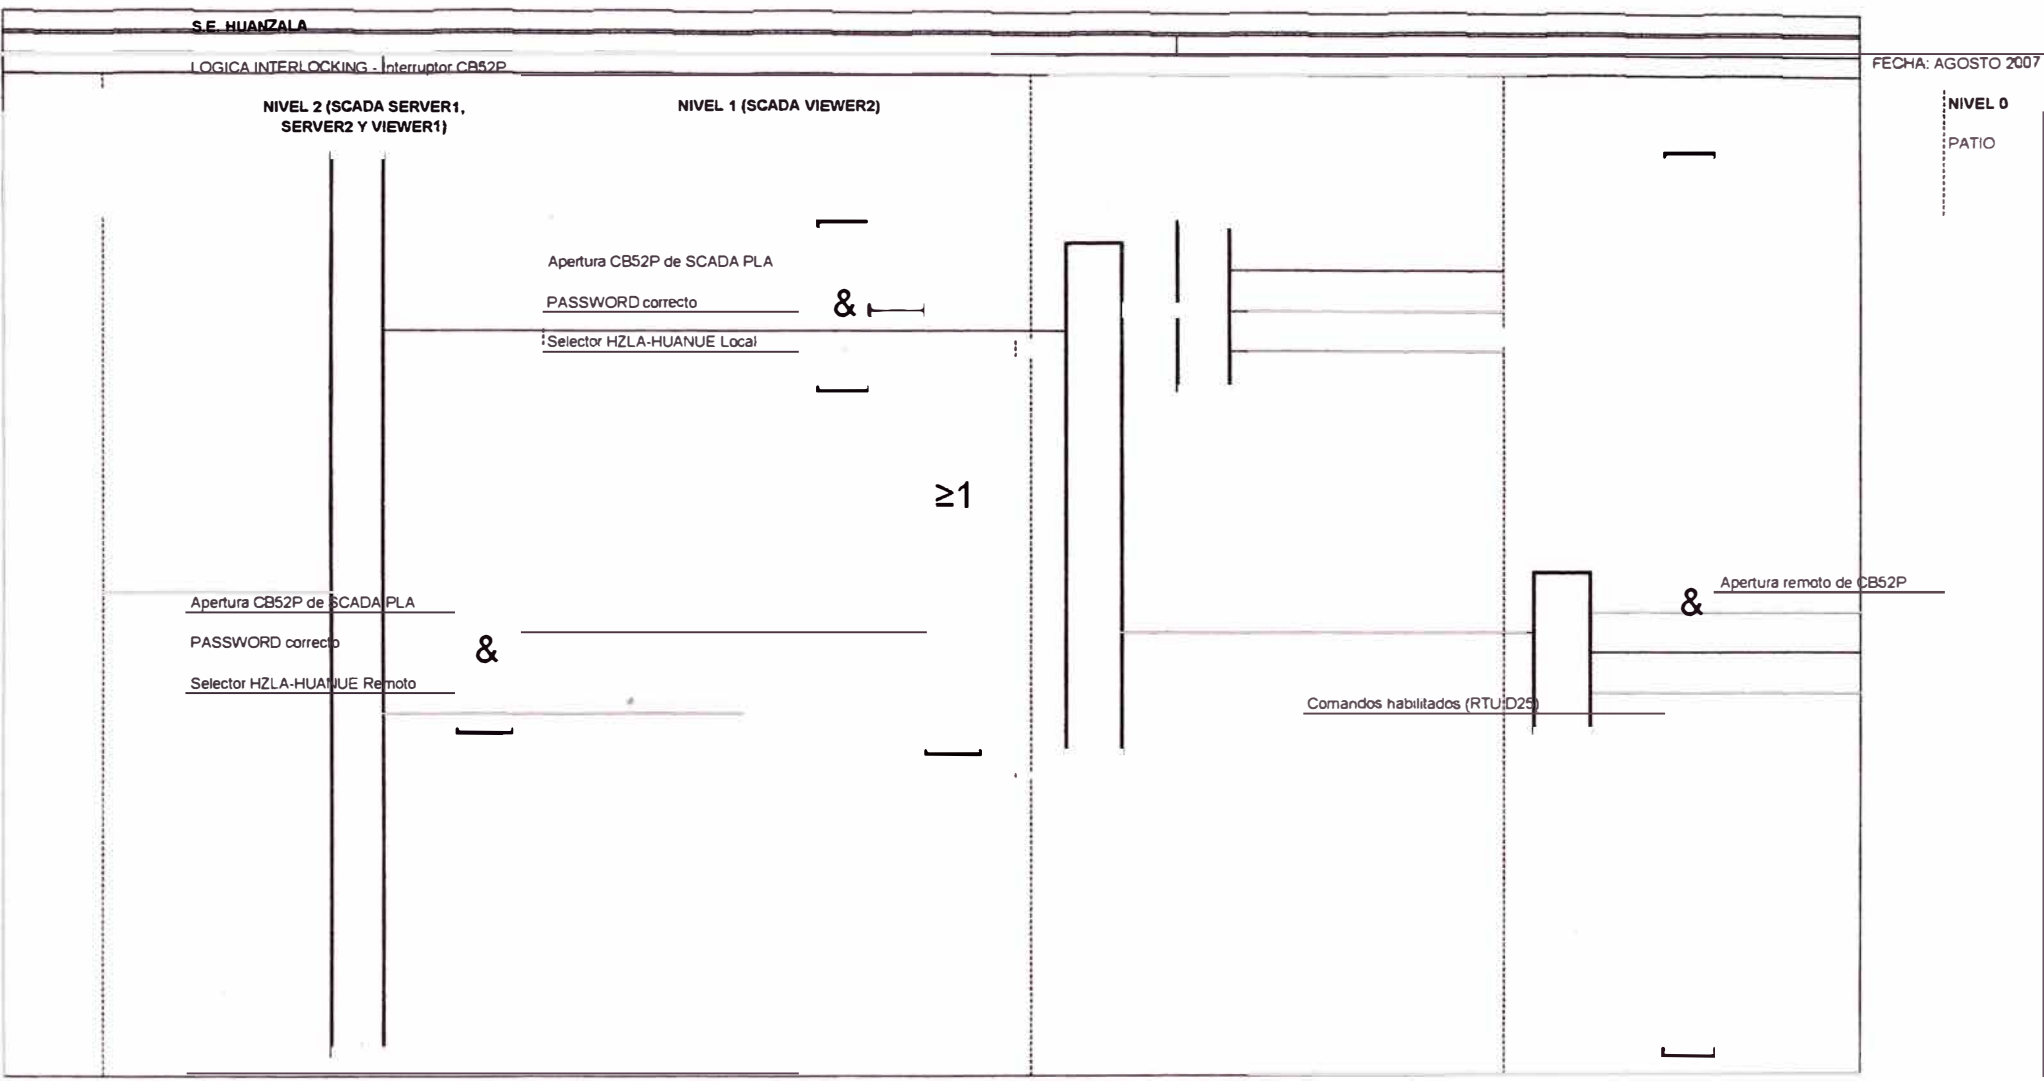 S.E. HUANZALA
LOGICA INTERLOCKING - Interruptor CB52P
FECHA: AGOSTO 2007
NIVEL 2 (SCADA SERVER1,
SERVER2 Y VIEWER1)
NIVEL 1 (SCADA VIEWER2)
NIVEL 0
PATIO
Apertura CB52P de SCADA PLA
PASSWORD correcto
&
Selector HZLA-HUANUE Local
≥1
Apertura remoto de CB52P
&
Apertura CB52P de SCADA PLA
PASSWORD correcto
&
Selector HZLA-HUANUE Remoto
Comandos habilitados (RTU:D25)